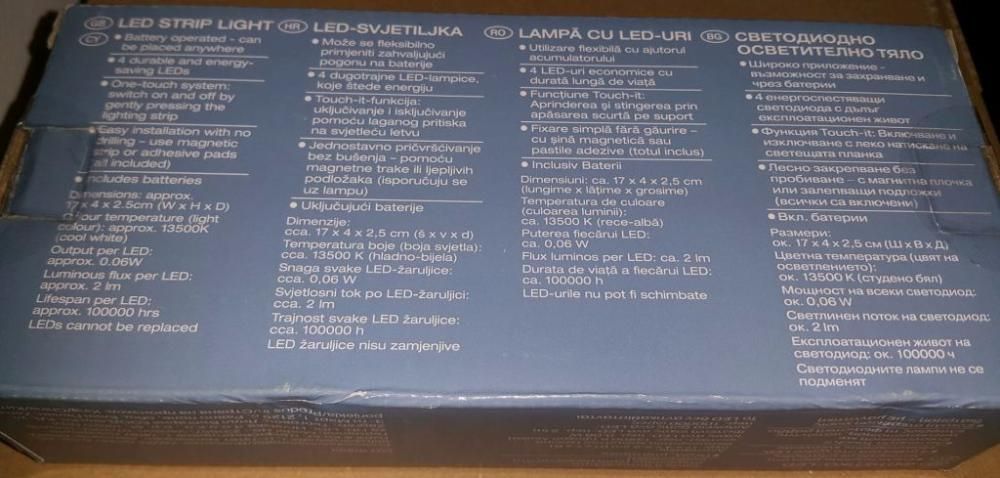 GB LED STRIP LIGHT
CY
• Battery operated - can
be placed anywhere
• 4 durable and energy-
saving LEDs
• One-touch system:
switch on and off by
gently pressing the
lighting strip
Easy installation with no
drilling – use magnetic
strip or adhesive pads
all included)
includes batteries
Dimensions: approx.
17 x 4 x 2.5cm (W x H x D)
Colour temperature (light
colour): approx. 13500K
(cool white)
Output per LED:
approx. 0.06W
Luminous flux per LED:
approx. 2 lm
Lifespan per LED:
approx. 100000 hrs
LEDs cannot be replaced
HR LED-SVJETILJKA
• Može se fleksibilno
primjeniti zahvaljujući
pogonu na baterije
• 4 dugotrajne LED-lampice,
koje štede energiju
• Touch-it-funkcija:
uključivanje i isključivanje
pomoću laganog pritiska
na svjetleću letvu
• Jednostavno pričvršćivanje
bez bušenja – pomoću
magnetne trake ili ljepljivih
podložaka (isporučuju se
uz lampu)
• Uključujući baterije
Dimenzije:
cca. 17 x 4 x 2,5 cm (š x v x d)
Temperatura boje (boja svjetla):
cca. 13500 K (hladno-bijela)
Snaga svake LED-žaruljice:
cca. 0,06 W
Svjetlosni tok po LED-žaruljici:
cca. 2 lm
Trajnost svake LED žaruljice:
cca. 100000 h
LED žaruljice nisu zamjenjive
RO LAMPĂ CU LED-URI
• Utilizare flexibilă cu ajutorul
acumulatorului
• 4 LED-uri economice cu
durată lungă de viață
• Funcțiune Touch-it:
Aprinderea și stingerea prin
apăsarea scurtă pe suport
• Fixare simplă fără găurire –
cu șină magnetică sau
pastile adezive (totul inclus)
• Inclusiv Baterii
Dimensiuni: ca. 17 x 4 x 2,5 cm
(lungime x lățime x grosime)
Temperatura de culoare
(culoarea luminii):
ca. 13500 K (rece-albă)
Puterea fiecărui LED:
ca. 0,06 W
Flux luminos per LED: ca. 2 lm
Durata de viață a fiecărui LED:
ca. 100000 h
LED-urile nu pot fi schimbate
BG СВЕТОДИОДНО
ОСВЕТИТЕЛНО ТЯЛО
• Широко приложение –
възможност за захранване и
чрез батерии
• 4 енергоспестяващи
светодиода с дълъг
експлоатационен живот
• Функция Touch-it: Включване и
изключване с леко натискане на
светещата планка
• Лесно закрепване без
пробиване – с магнитна плочка
или залепващи подложки
(всички са включени)
• Вкл. батерии
Размери:
ок. 17 x 4 x 2,5 см (Ш x В x Д)
Цветна температура (цвят на
осветлението):
ок. 13500 K (студено бял)
Мощност на всеки светодиод:
ок. 0,06 W
Светлинен поток на светодиод:
ок. 2 lm
Експлоатационен живот на
светодиод: ок. 100000 ч
Светодиодните лампи не се
подменят